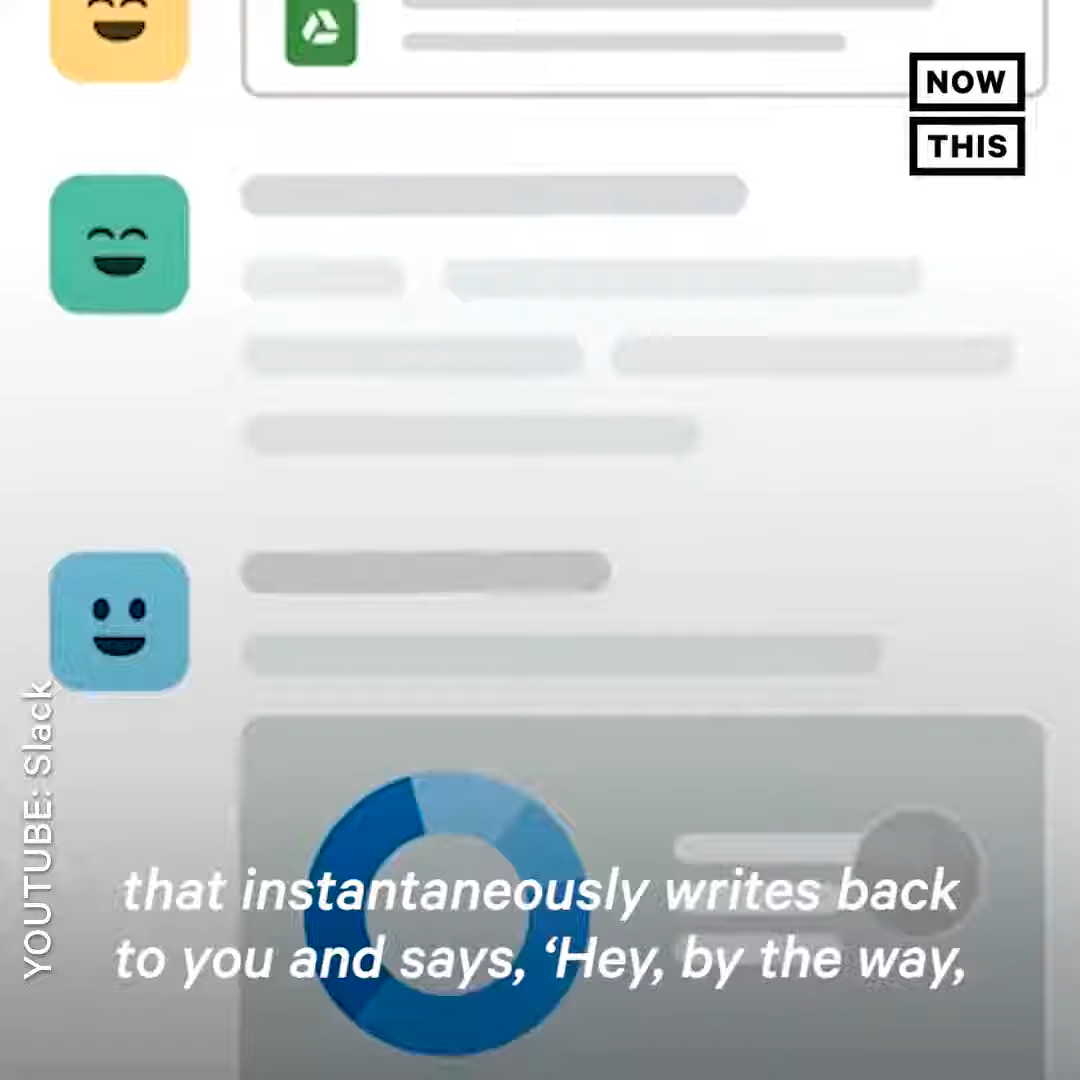 NOW
THIS
YOUTUBE: Slack
that instantaneously writes back
to you and says, ‘Hey, by the way,